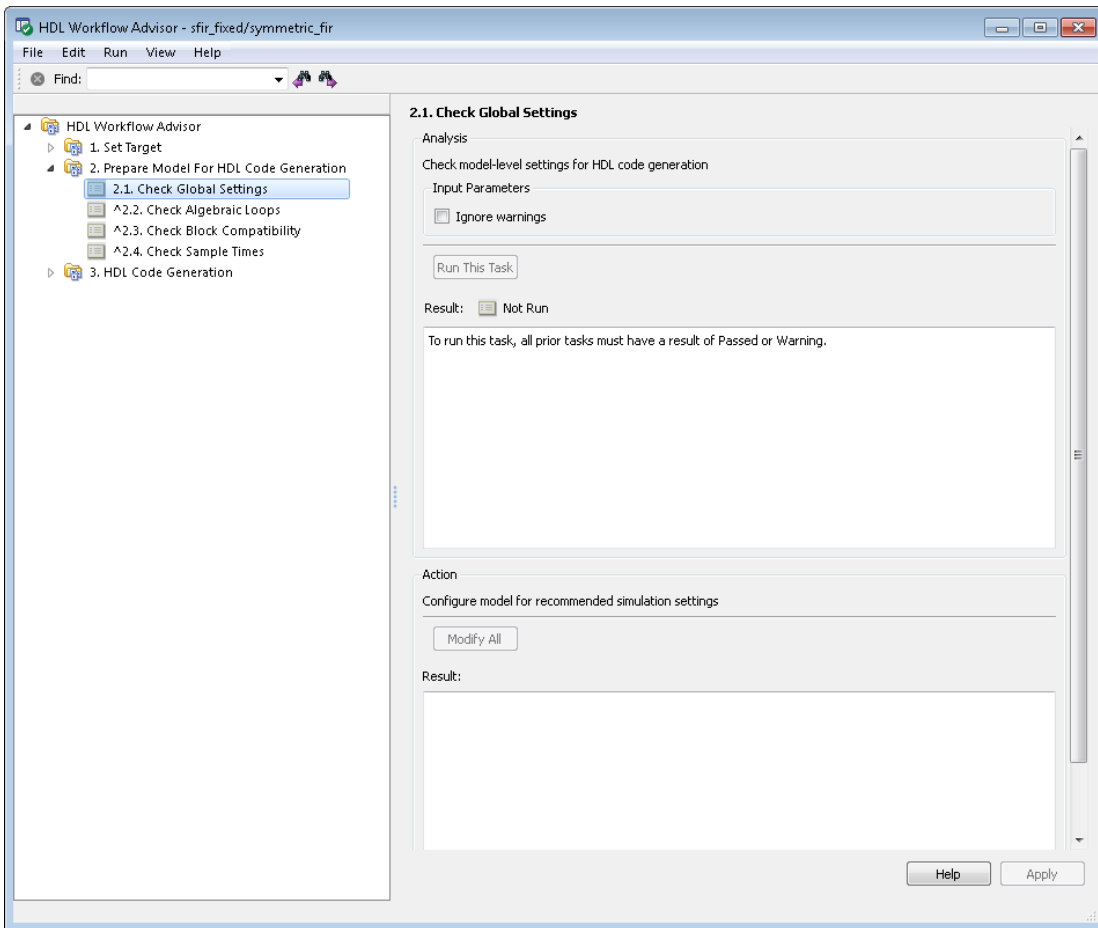 HDL Workflow Advisor - sfir_fixed/symmetric_fir
File Edit Run View Help
Find:
HDL Workflow Advisor
1. Set Target
2. Prepare Model For HDL Code Generation
2.1. Check Global Settings
^2.2. Check Algebraic Loops
^2.3. Check Block Compatibility
^2.4. Check Sample Times
3. HDL Code Generation
2.1. Check Global Settings
Analysis
Check model-level settings for HDL code generation
Input Parameters
Ignore warnings
Run This Task
Result: Not Run
To run this task, all prior tasks must have a result of Passed or Warning.
Action
Configure model for recommended simulation settings
Modify All
Result:
Help Apply